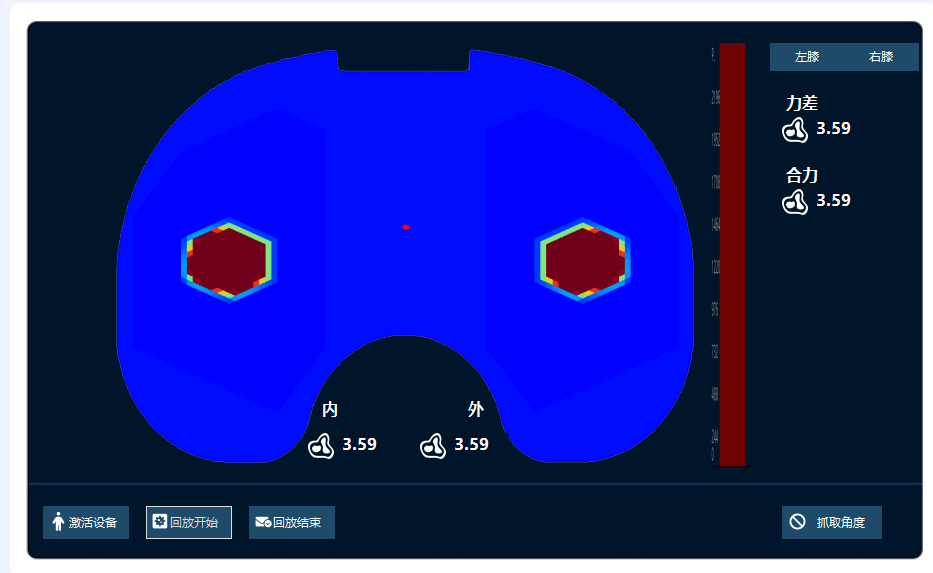 左膝 右膝
力差
3.59
合力
3.59
内 外
3.59 3.59
激活设备 回放开始 回放结束 抓取角度